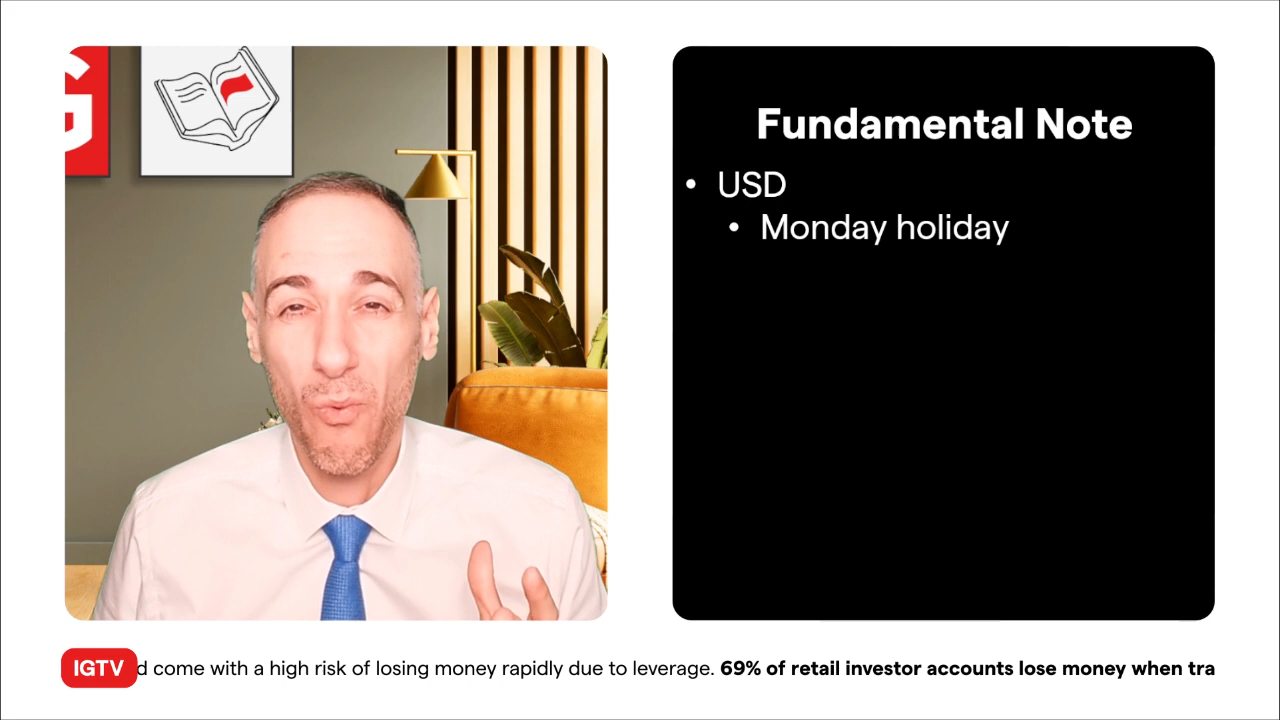 G
Fundamental Note
• USD
• Monday holiday
IGTV
d come with a high risk of losing money rapidly due to leverage. 69% of retail investor accounts lose money when tra